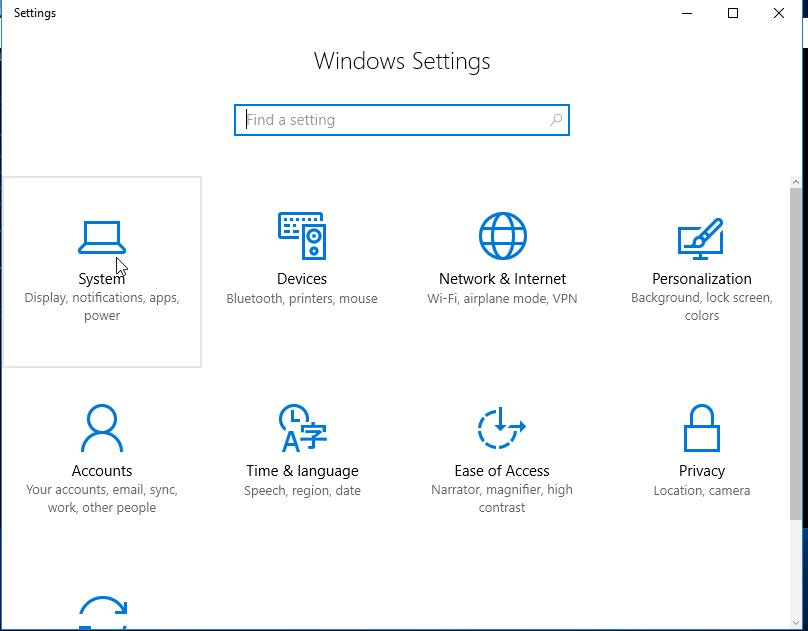 Settings
Windows Settings
Find a setting
System
Display, notifications, apps,
power
Devices
Bluetooth, printers, mouse
Network & Internet
Wi-Fi, airplane mode, VPN
Personalization
Background, lock screen,
colors
Accounts
Your accounts, email, sync,
work, other people
Time & language
Speech, region, date
Ease of Access
Narrator, magnifier, high
contrast
Privacy
Location, camera